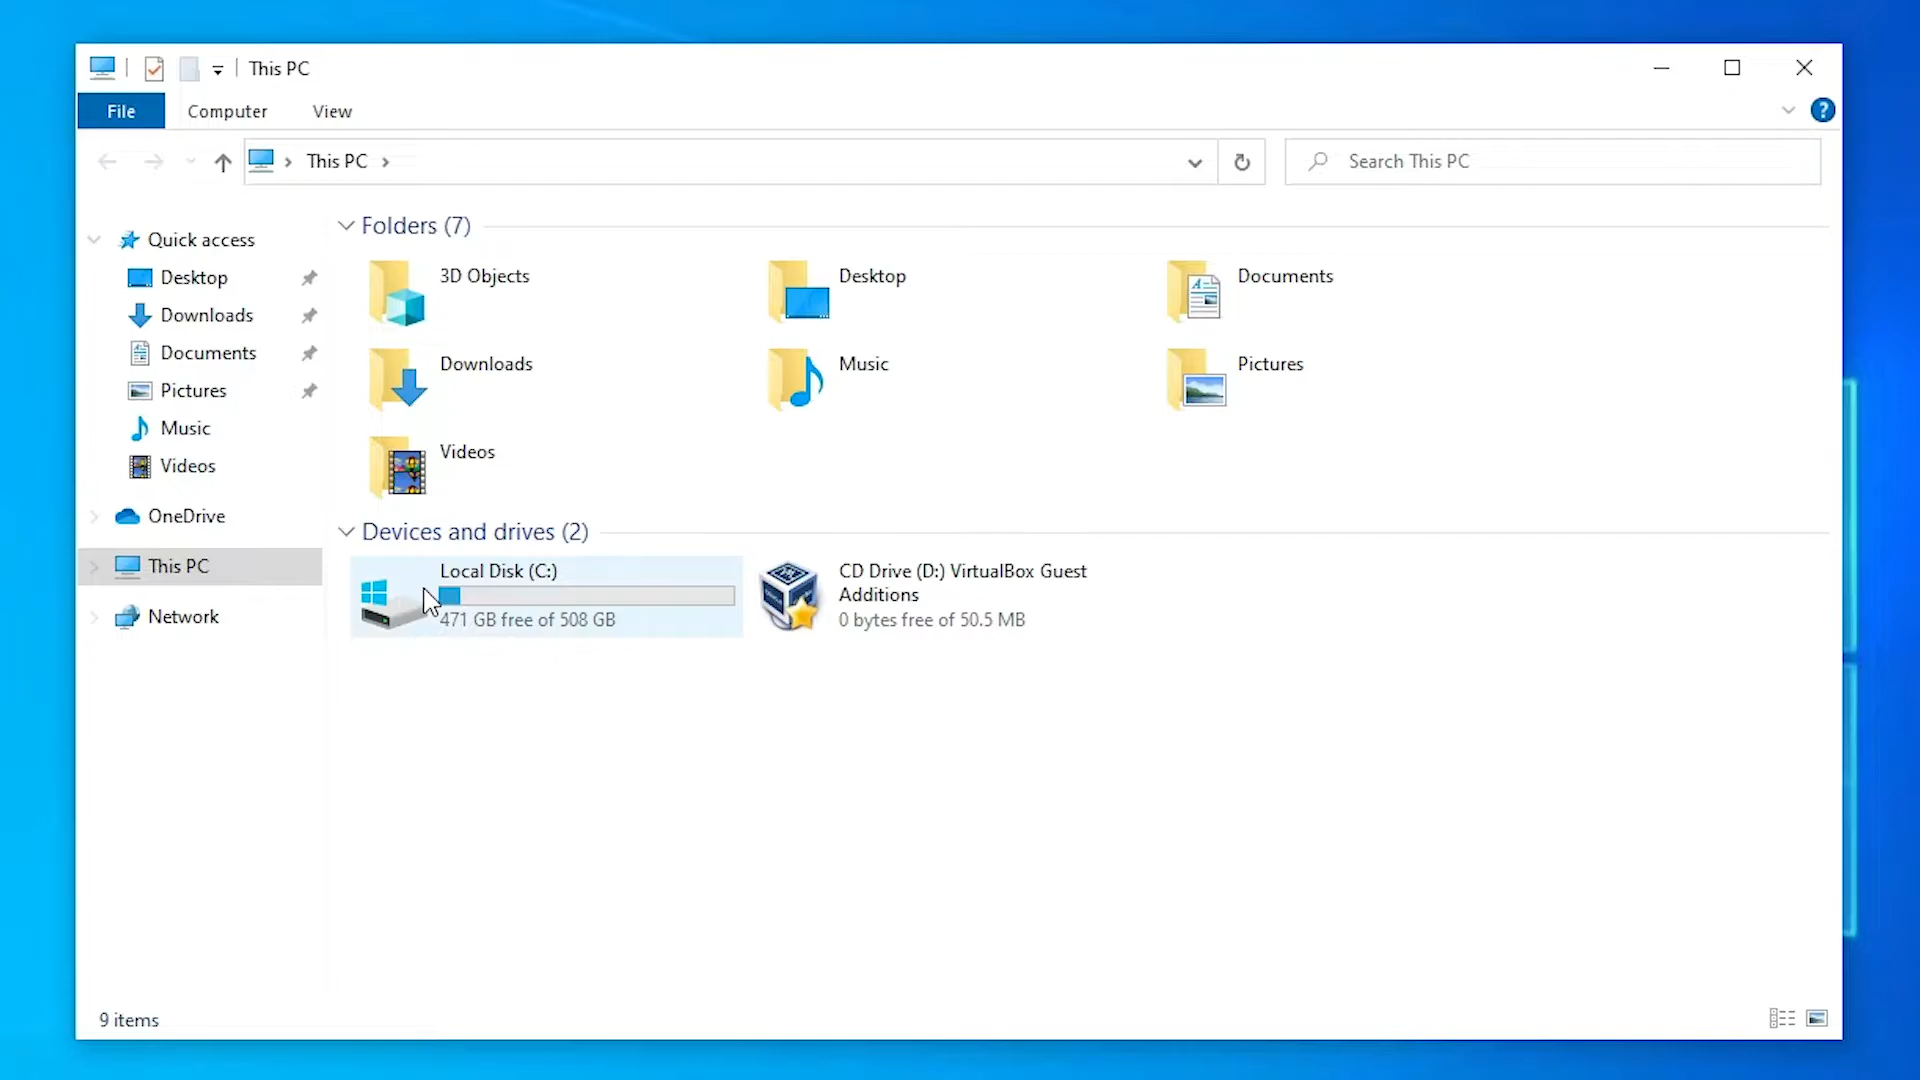 This PC
File Computer View
This PC
Search This PC
Quick access
Desktop
Downloads
Documents
Pictures
Music
Videos
OneDrive
This PC
Network
Folders (7)
3D Objects
Desktop
Documents
Downloads
Music
Pictures
Videos
Devices and drives (2)
Local Disk (C:)
471 GB free of 508 GB
CD Drive (D:) VirtualBox Guest
Additions
0 bytes free of 50.5 MB
9 items